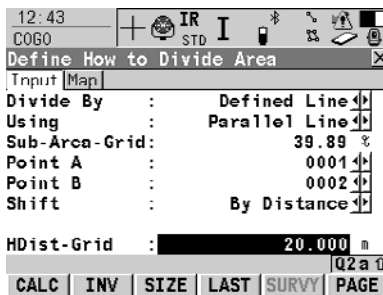 12:43
COGO
IR
STD
I
Define How to Divide Area
Input Map
Divide By : Defined Line
Using : Parallel Line
Sub-Area-Grid: 39.89 %
Point A : 0001
Point B : 0002
Shift : By Distance
HDist-Grid : 20.000 m
Q2a
CALC INV SIZE LAST SURVY PAGE